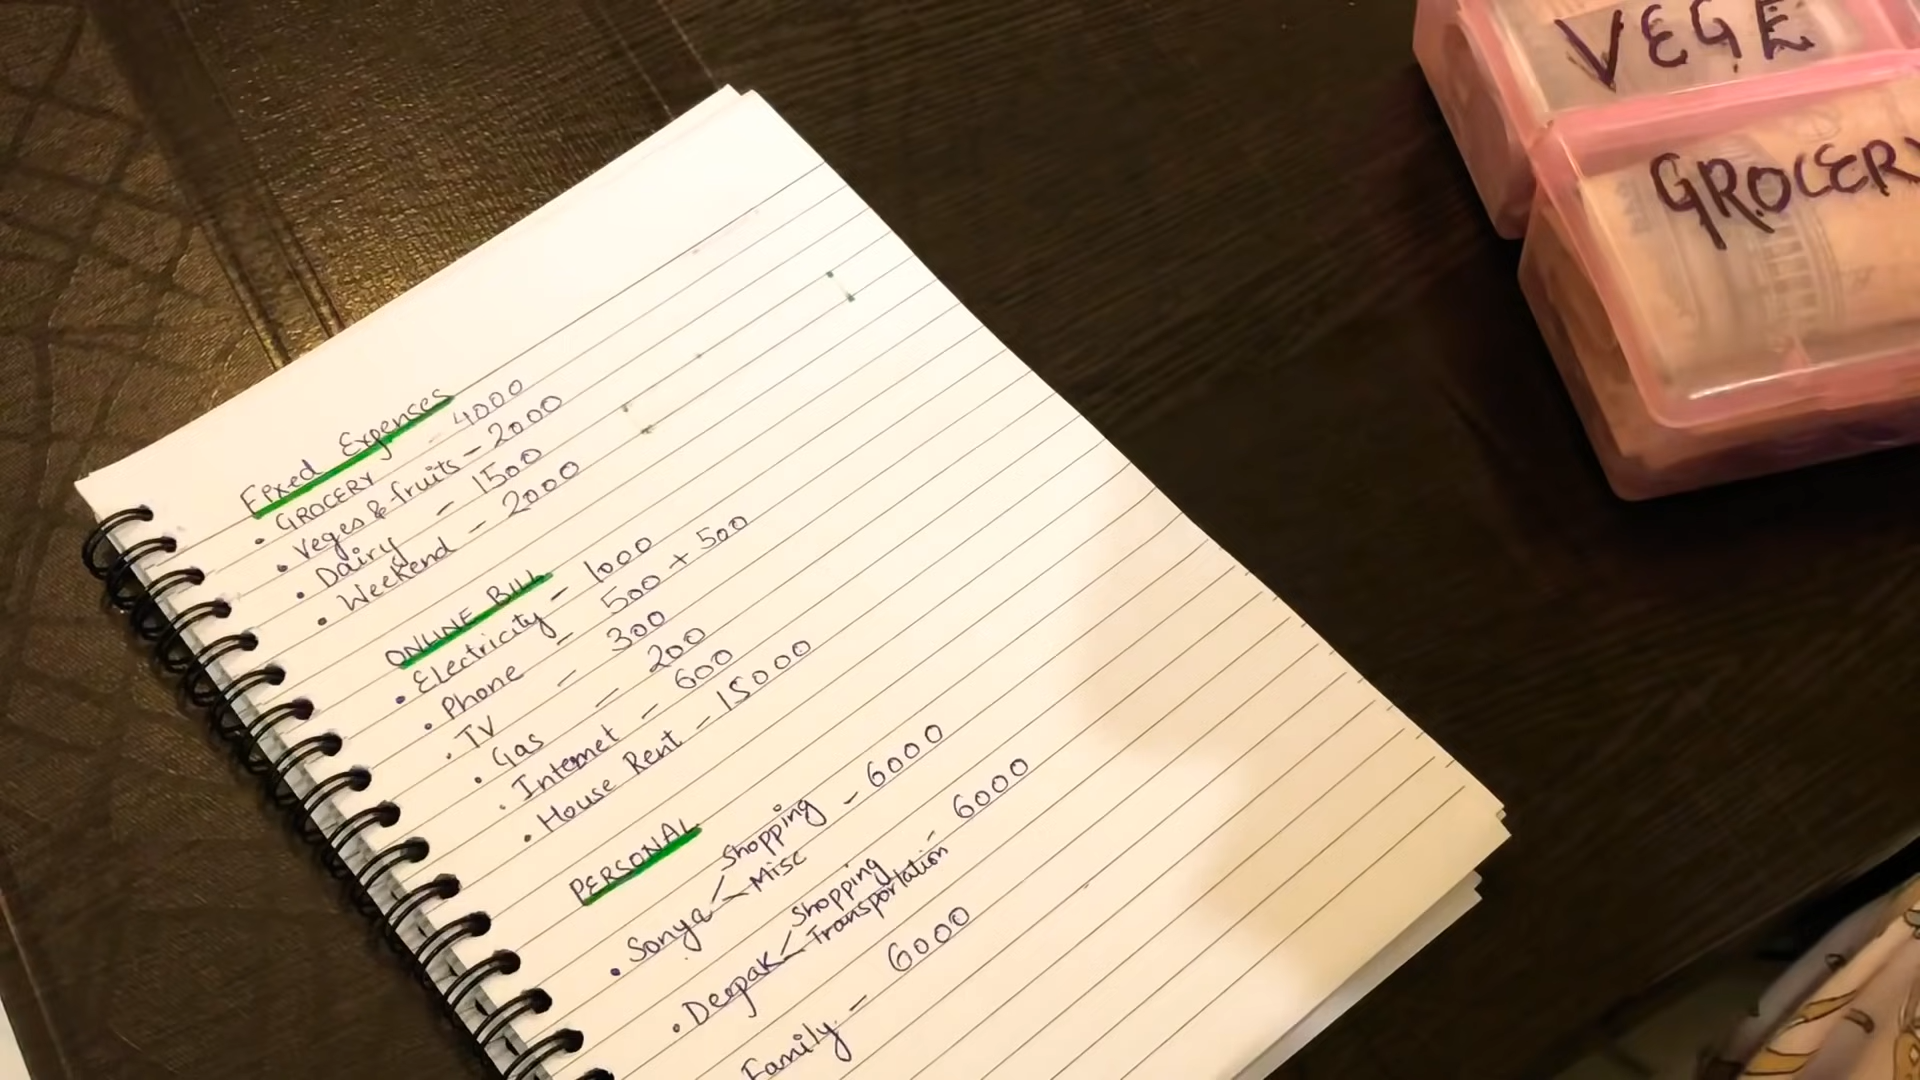 VEGE
GROCERY
Fixed Expenses
• GROCERY - 4000
• Veges & fruits - 2000
• Dairy - 1500
• Weekend - 2000
ONLINE BILL
• Electricity - 1000
• Phone - 500 + 500
• TV - 300
• Gas - 200
• Internet - 600
• House Rent - 15000
PERSONAL
• Sonya < Shopping - 6000
Misc
• Deepak < Shopping - 6000
Transportation
Family - 6000